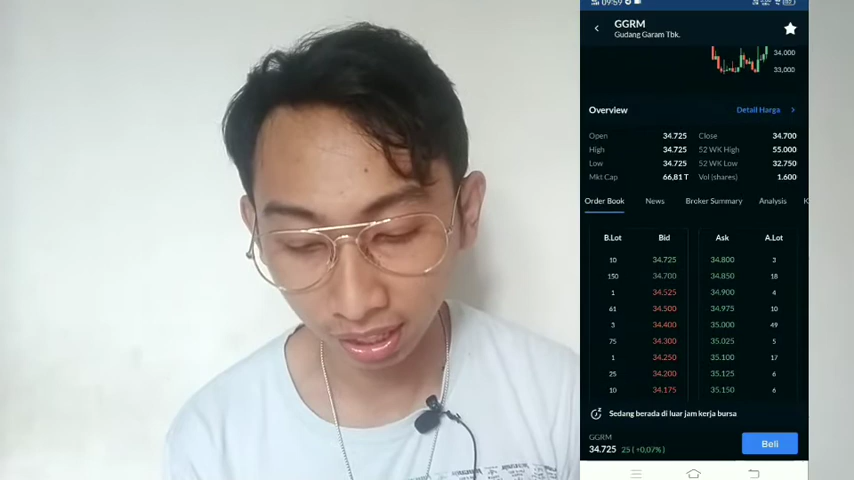 09:59
GGRM
Gudang Garam Tbk.
34.000
33,000
Overview Detail Harga >
Open 34.725 Close 34.700
High 34.725 52 WK High 55.000
Low 34.725 52 WK Low 32.750
Mkt Cap 66,81 T Vol (shares) 1.600
Order Book News Broker Summary Analysis K
B.Lot Bid Ask A.Lot
10 34.725 34.800 3
150 34.700 34.850 18
1 34.525 34.900 4
61 34.500 34.975 10
3 34.400 35.000 49
75 34.300 35.025 5
1 34.250 35.100 17
25 34.200 35.125 6
10 34.175 35.150 6
Sedang berada di luar jam kerja bursa
GGRM
34.725 25 ( +0,07% )
Beli